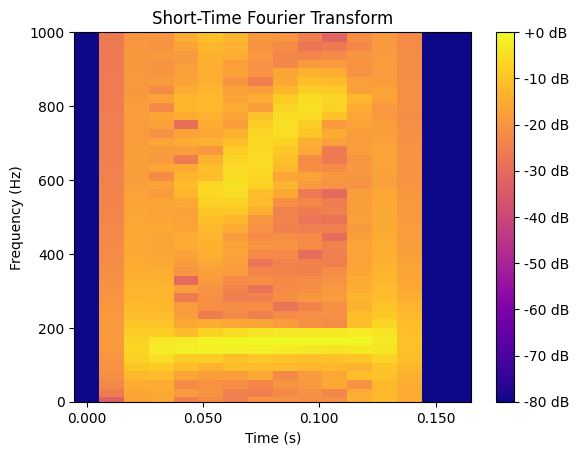 Short-Time Fourier Transform
1000
800
600
400
200
0
Frequency (Hz)
0.000
0.050
0.100
0.150
Time (s)
+0 dB
-10 dB
-20 dB
-30 dB
-40 dB
-50 dB
-60 dB
-70 dB
-80 dB